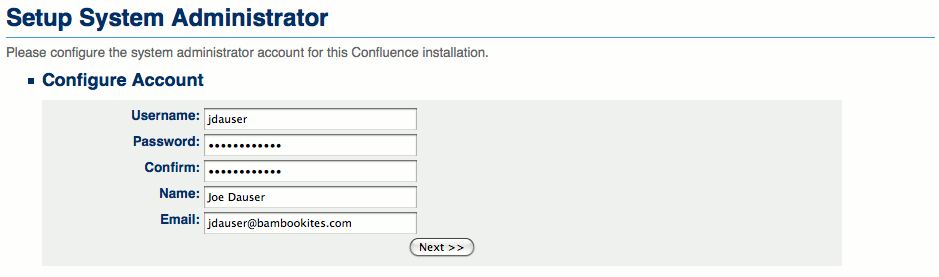 Setup System Administrator
Please configure the system administrator account for this Confluence installation.
Configure Account
Username: jdauser
Password: ••••••••••••
Confirm: ••••••••••••
Name: Joe Dauser
Email: jdauser@bambookites.com
Next >>